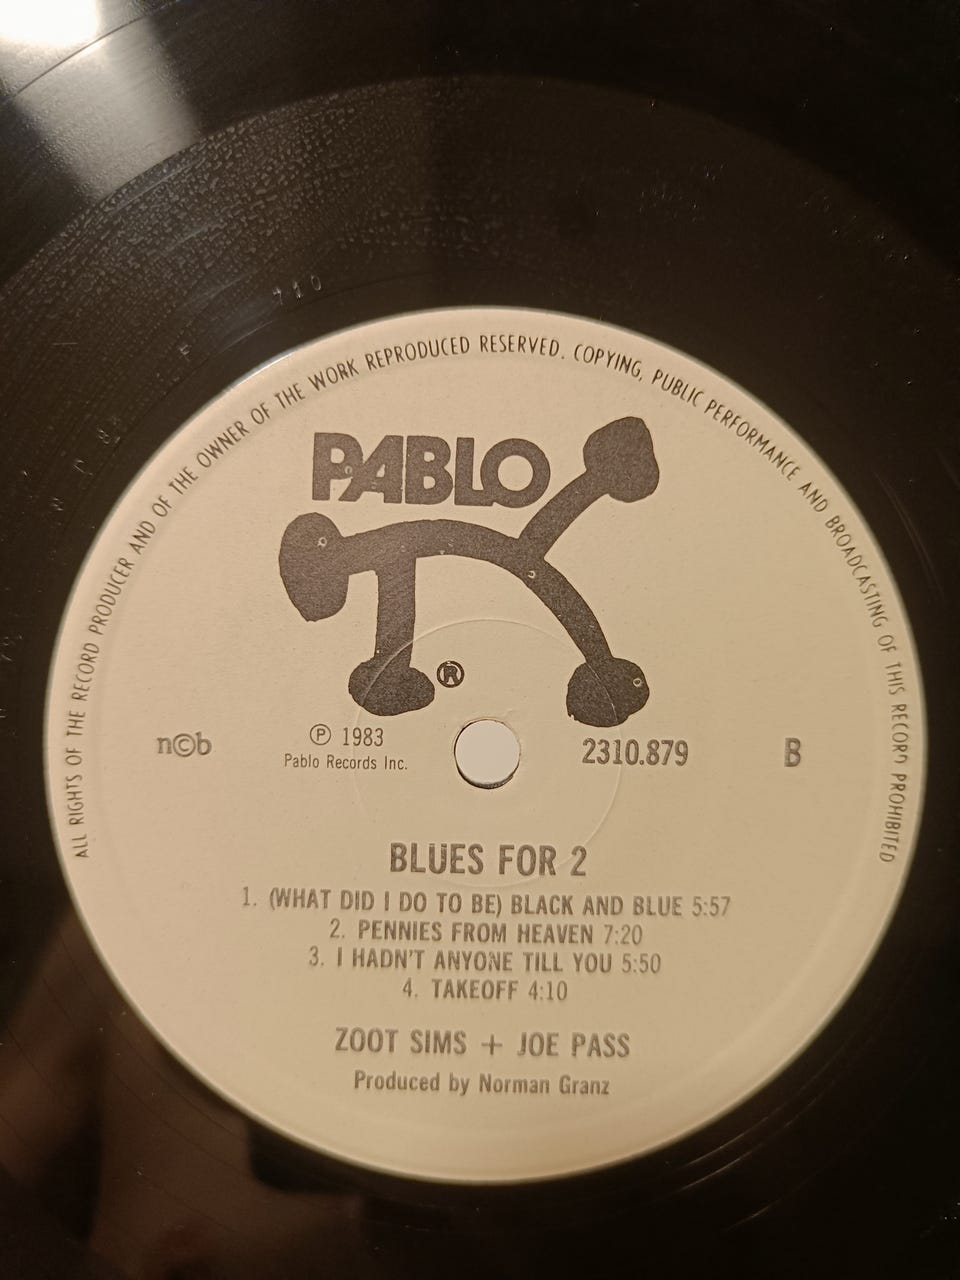 710
ALL RIGHTS OF THE RECORD PRODUCER AND OF THE OWNER OF THE WORK REPRODUCED RESERVED. COPYING, PUBLIC PERFORMANCE AND BROADCASTING OF THIS RECORD PROHIBITED
PABLO
®
n©b
℗ 1983
Pablo Records Inc.
2310.879
B
BLUES FOR 2
1. (WHAT DID I DO TO BE) BLACK AND BLUE 5:57
2. PENNIES FROM HEAVEN 7:20
3. I HADN'T ANYONE TILL YOU 5:50
4. TAKEOFF 4:10
ZOOT SIMS + JOE PASS
Produced by Norman Granz